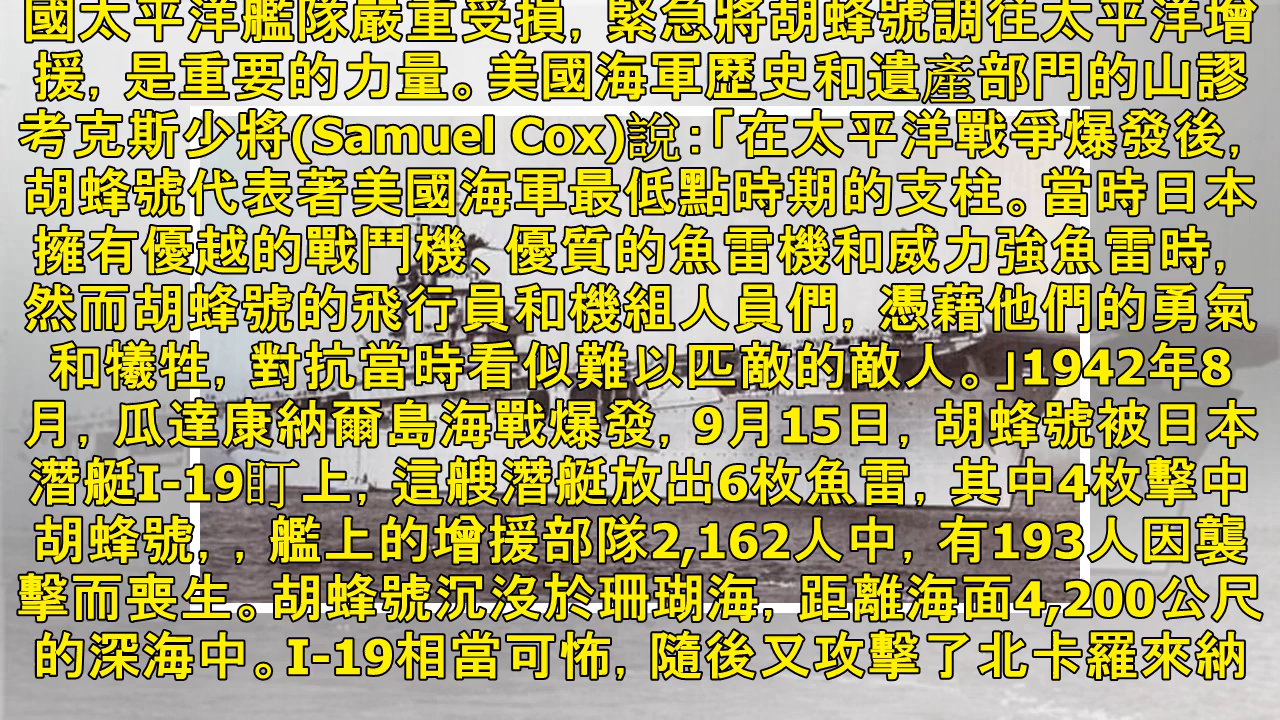 國太平洋艦隊嚴重受損, 緊急將胡蜂號調往太平洋增
援, 是重要的力量。美國海軍歷史和遺產部門的山謬
考克斯少將(Samuel Cox)說:「在太平洋戰爭爆發後,
胡蜂號代表著美國海軍最低點時期的支柱。當時日本
擁有優越的戰鬥機、優質的魚雷機和威力強魚雷時,
然而胡蜂號的飛行員和機組人員們, 憑藉他們的勇氣
和犧牲, 對抗當時看似難以匹敵的敵人。」1942年8
月, 瓜達康納爾島海戰爆發, 9月15日, 胡蜂號被日本
潛艇I-19盯上, 這艘潛艇放出6枚魚雷, 其中4枚擊中
胡蜂號, , 艦上的增援部隊2,162人中, 有193人因襲
擊而喪生。胡蜂號沉沒於珊瑚海, 距離海面4,200公尺
的深海中。I-19相當可怖, 隨後又攻擊了北卡羅來納